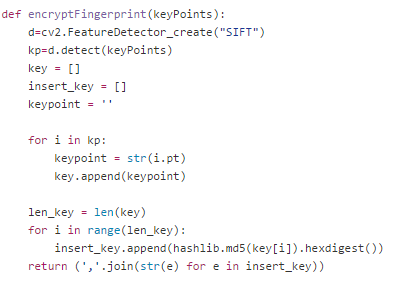 def encryptFingerprint(keyPoints):
    d=cv2.FeatureDetector_create("SIFT")
    kp=d.detect(keyPoints)
    key = []
    insert_key = []
    keypoint = ''

    for i in kp:
        keypoint = str(i.pt)
        key.append(keypoint)

    len_key = len(key)
    for i in range(len_key):
        insert_key.append(hashlib.md5(key[i]).hexdigest())
    return (','.join(str(e) for e in insert_key))